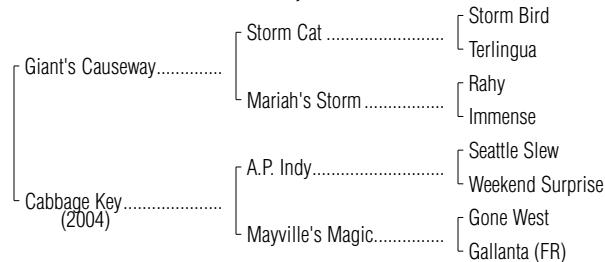 Storm Bird
Storm Cat ........................
Terlingua
Giant's Causeway..............
Rahy
Mariah's Storm ................
Immense
Seattle Slew
A.P. Indy...........................
Weekend Surprise
Cabbage Key.....................
(2004)
Gone West
Mayville's Magic...............
Gallanta (FR)